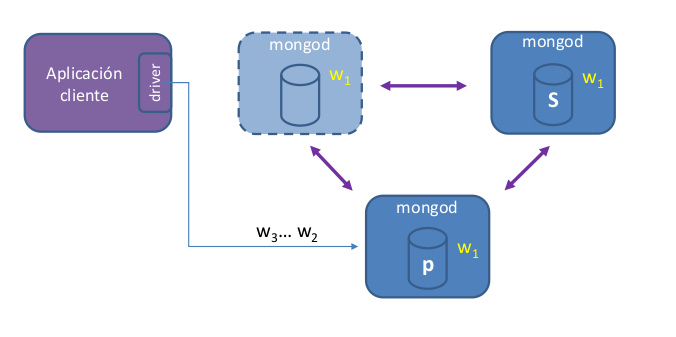 Aplicación
cliente
driver
mongod
w1
mongod
S
w1
w3... w2
mongod
p
w1